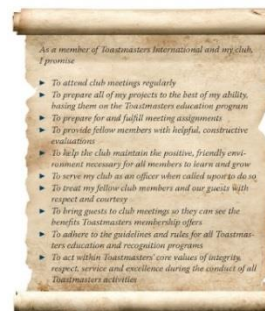 As a member of Toastmasters International and my club,
I promise
► To attend club meetings regularly
► To prepare all of my projects to the best of my ability,
basing them on the Toastmasters education program
► To prepare for and fulfill meeting assignments
► To provide fellow members with helpful, constructive
evaluations
► To help the club maintain the positive, friendly envi-
ronment necessary for all members to learn and grow
► To serve my club as an officer when called upon to do so
► To treat my fellow club members and our guests with
respect and courtesy
► To bring guests to club meetings so they can see the
benefits Toastmasters membership offers
► To adhere to the guidelines and rules for all Toastmas-
ters education and recognition programs
► To act within Toastmasters' core values of integrity,
respect, service and excellence during the conduct of all
Toastmasters activities